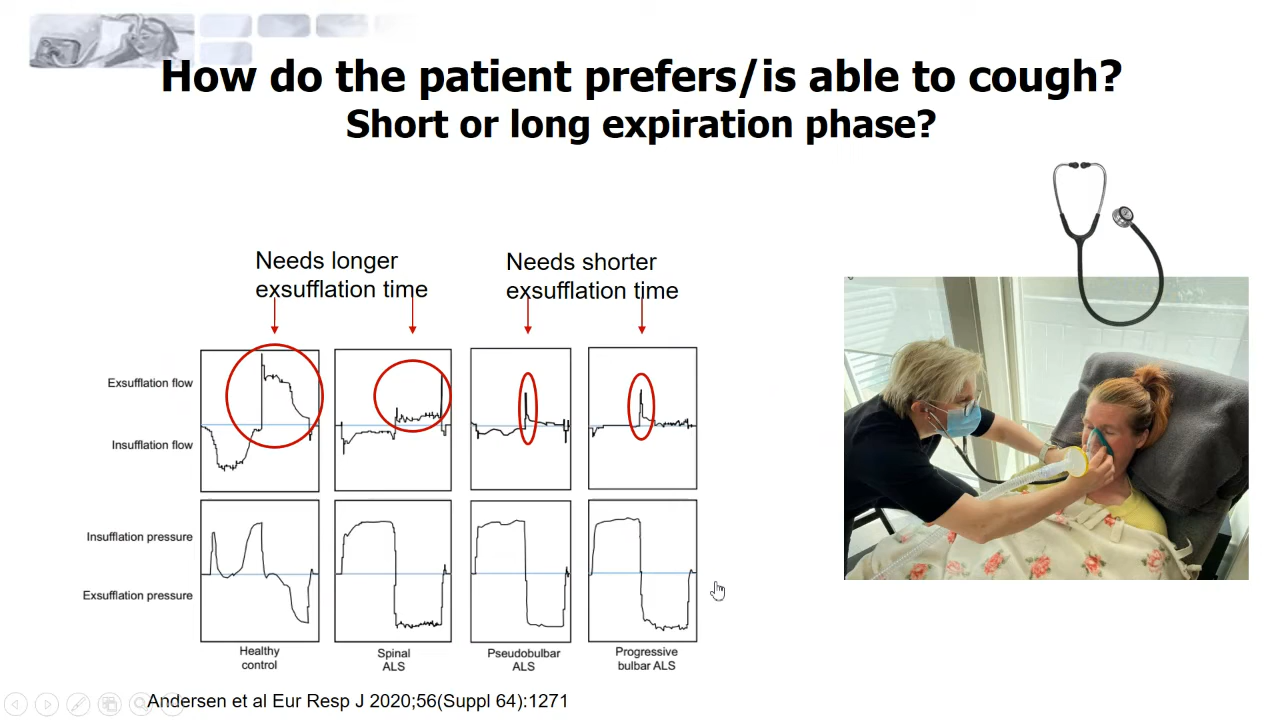 How do the patient prefers/is able to cough?
Short or long expiration phase?
Needs longer
exsufflation time
Needs shorter
exsufflation time
Exsufflation flow
Insufflation flow
Insufflation pressure
Exsufflation pressure
Healthy
control
Spinal
ALS
Pseudobulbar
ALS
Progressive
bulbar ALS
Andersen et al Eur Resp J 2020;56(Suppl 64):1271